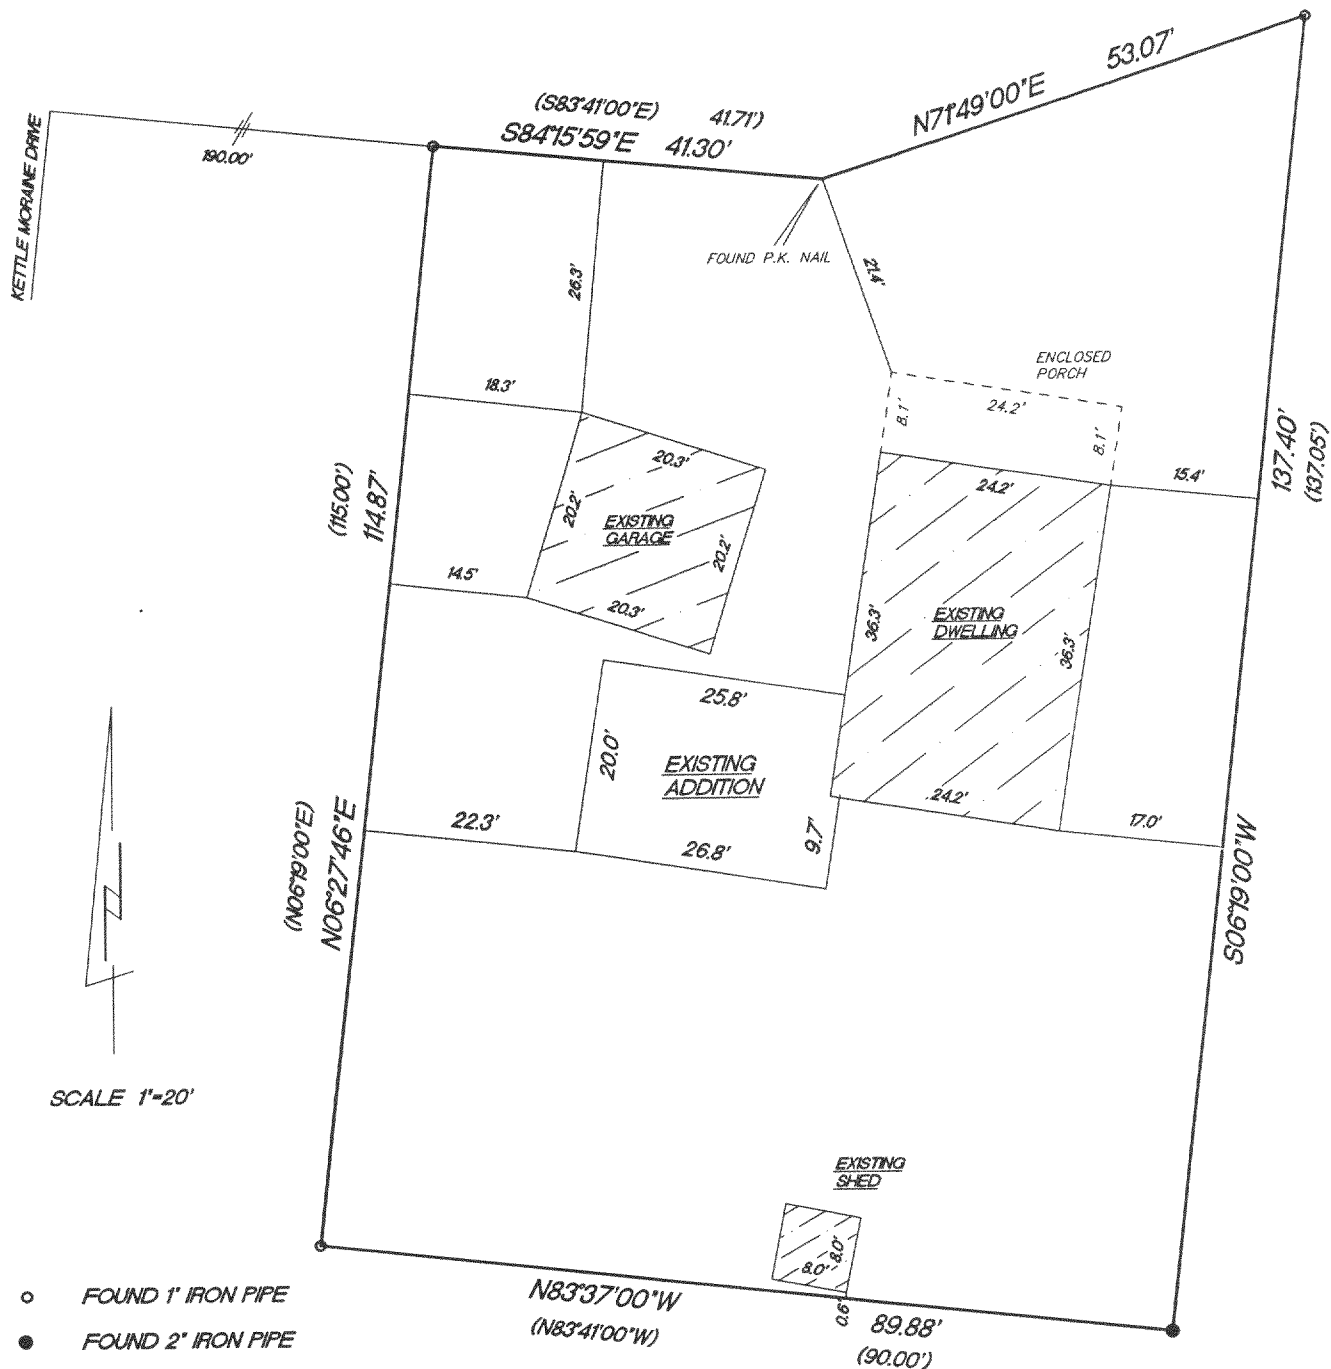 53.07'
N71°49'00"E
(S83°41'00"E) 41.71')
S84°15'59"E 41.30'
KETTLE MORAINE DRIVE
190.00'
FOUND P.K. NAIL
26.3'
21.4'
ENCLOSED
PORCH
24.2'
8.1'
8.1'
18.3'
20.3'
15.4'
24.2'
137.40'
(137.05')
(115.00')
114.87'
20.2'
EXISTING
GARAGE
20.2'
14.5'
20.3'
36.3'
EXISTING
DWELLING
36.3'
25.8'
20.0'
EXISTING
ADDITION
24.2'
22.3'
26.8'
9.7'
17.0'
(N06°19'00"E)
N06°27'46"E
S06°19'00"W
SCALE 1"=20'
EXISTING
SHED
8.0'
8.0'
FOUND 1" IRON PIPE
FOUND 2" IRON PIPE
N83°37'00"W
(N83°41'00"W)
0.6'
89.88'
(90.00')